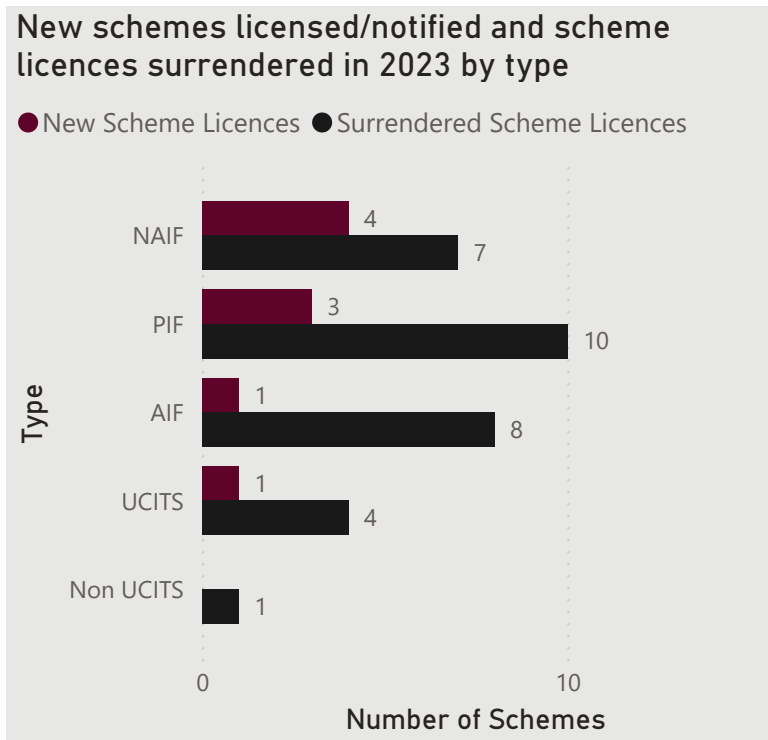 New schemes licensed/notified and scheme
licences surrendered in 2023 by type
New Scheme Licences Surrendered Scheme Licences
NAIF
4
7
PIF
3
10
AIF
1
8
UCITS
1
4
Non UCITS
1
Type
0 10
Number of Schemes